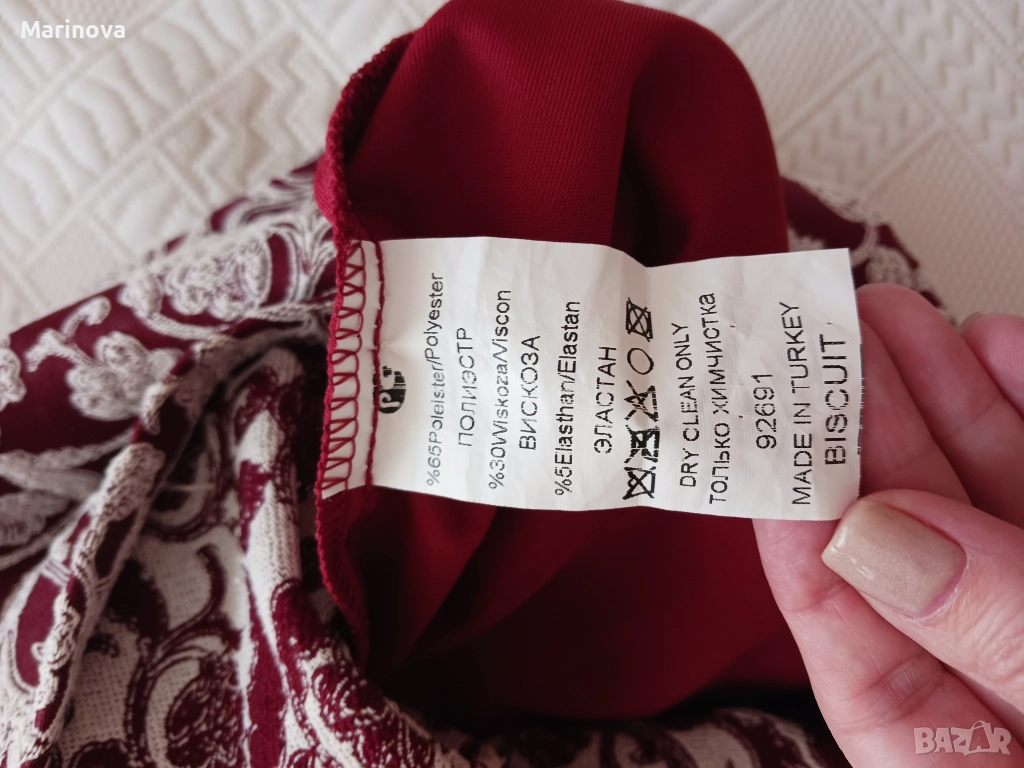 Marinova
%65Poleister/Polyester
ПОЛИЭСТР
%30Wiskoza/Viscon
ВИСКОЗА
%5Elasthan/Elastan
ЭЛАСТАН
DRY CLEAN ONLY
ТОЛЬКО ХИМЧИСТКА
92691
MADE IN TURKEY
BISCUIT
BAZAR